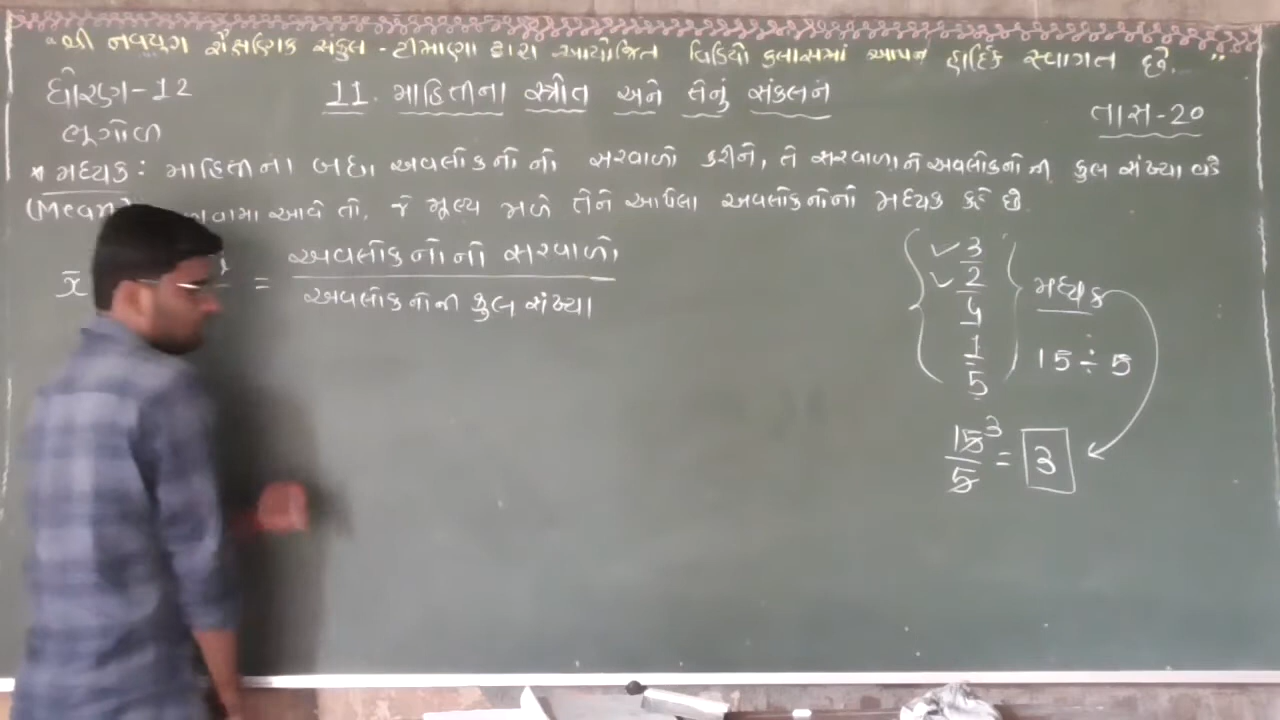 "શ્રી નવયુગ શૈક્ષણિક સંકુલ - ટીમાણા દ્વારા આયોજિત વિડિયો ક્લાસમાં આપનું હાર્દિક સ્વાગત છે."
ધોરણ-12
11. માહિતીના સ્ત્રોત અને તેનું સંકલન
તાસ-20
ભૂગોળ
* મધ્યક : માહિતીના બધા અવલોકનોનો સરવાળો કરીને, તે સરવાળાને અવલોકનોની કુલ સંખ્યા વડે
(Mean) આવે તો, જે મૂલ્ય મળે તેને આપેલા અવલોકનોનો મધ્યક કહે છે.
x̄ = અવલોકનોનો સરવાળો
અવલોકનોની કુલ સંખ્યા
3
2
4
1
5
મધ્યક
15 ÷ 5
15 3
5 = 3